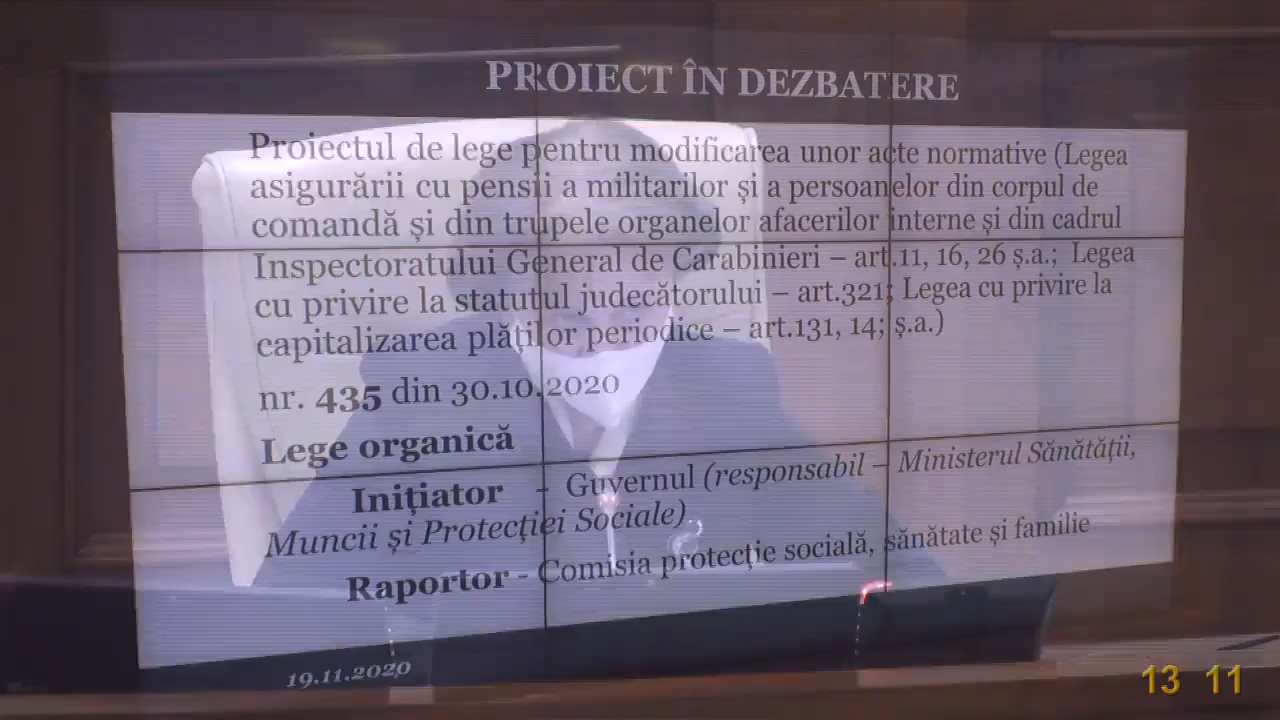 PROIECT ÎN DEZBATERE
Proiectul de lege pentru modificarea unor acte normative (Legea
asigurării cu pensii a militarilor și a persoanelor din corpul de
comandă și din trupele organelor afacerilor interne și din cadrul
Inspectoratului General de Carabinieri – art.11, 16, 26 ș.a.; Legea
cu privire la statutul judecătorului – art.321; Legea cu privire la
capitalizarea plăților periodice – art.131, 14; ș.a.)
nr. 435 din 30.10.2020
Lege organică
Inițiator - Guvernul (responsabil – Ministerul Sănătății,
Muncii și Protecției Sociale)
Raportor - Comisia protecție socială, sănătate și familie
19.11.2020
13 11